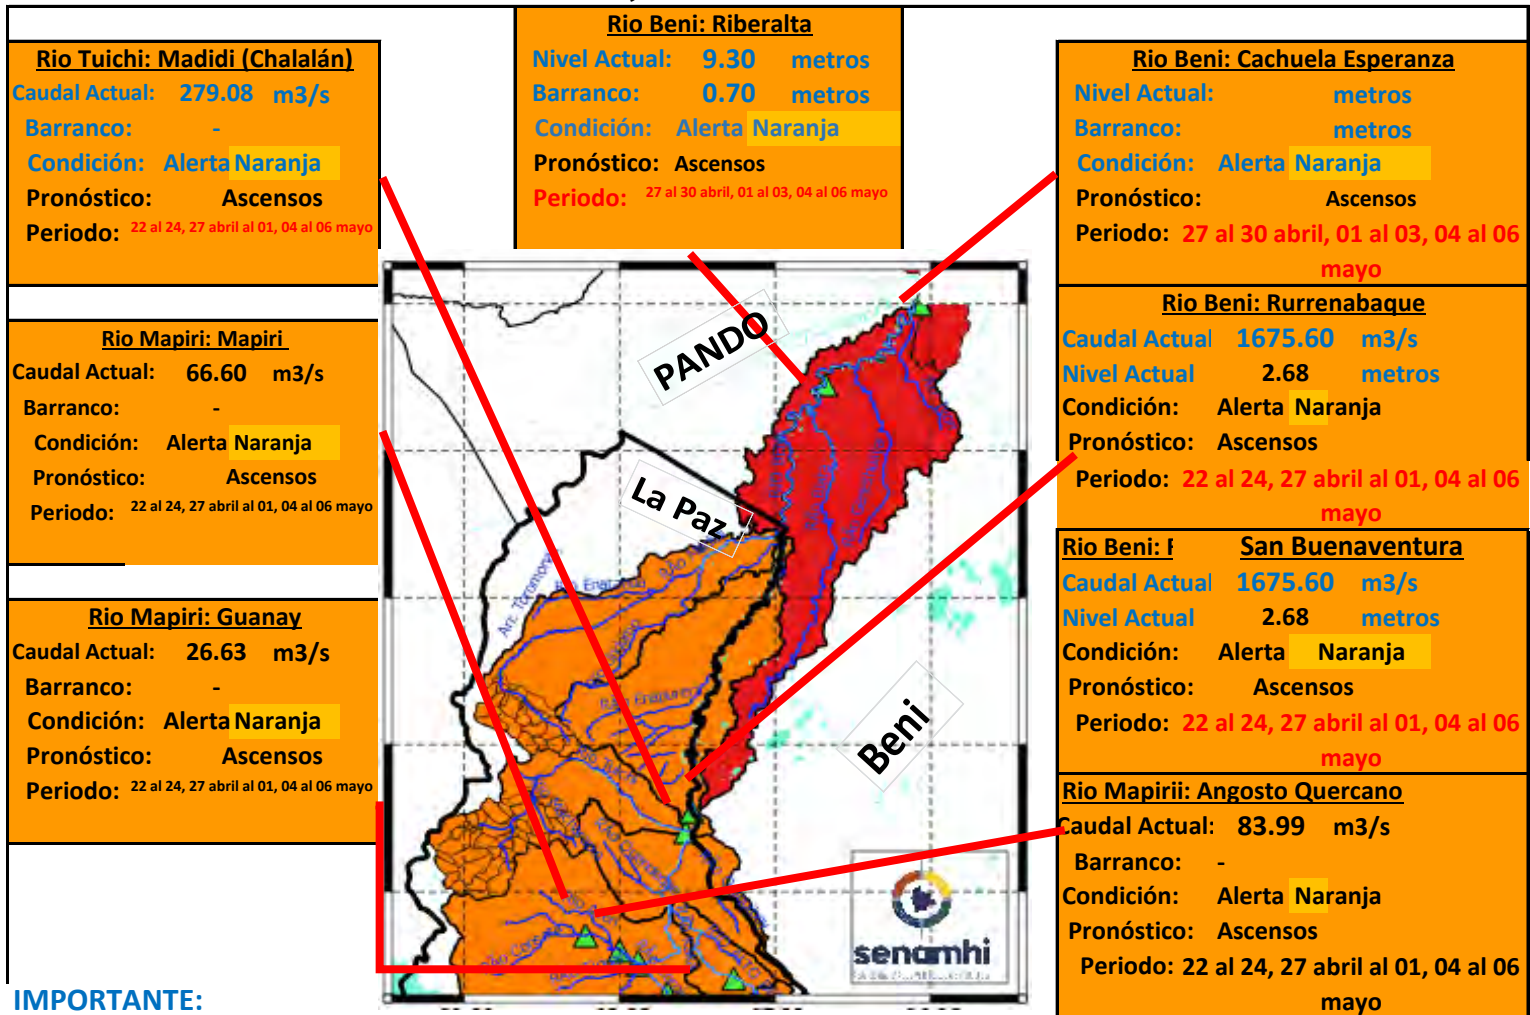 Rio Tuichi: Madidi (Chalalán)
Caudal Actual: 279.08 m3/s
Barranco: -
Condición: Alerta Naranja
Pronóstico: Ascensos
Periodo: 22 al 24, 27 abril al 01, 04 al 06 mayo
Rio Mapiri: Mapiri
Caudal Actual: 66.60 m3/s
Barranco: -
Condición: Alerta Naranja
Pronóstico: Ascensos
Periodo: 22 al 24, 27 abril al 01, 04 al 06 mayo
Rio Mapiri: Guanay
Caudal Actual: 26.63 m3/s
Barranco: -
Condición: Alerta Naranja
Pronóstico: Ascensos
Periodo: 22 al 24, 27 abril al 01, 04 al 06 mayo
IMPORTANTE:
Rio Beni: Riberalta
Nivel Actual: 9.30 metros
Barranco: 0.70 metros
Condición: Alerta Naranja
Pronóstico: Ascensos
Periodo: 27 al 30 abril, 01 al 03, 04 al 06 mayo
PANDO
La Paz
Beni
senamhi
Rio Beni: Cachuela Esperanza
Nivel Actual: metros
Barranco: metros
Condición: Alerta Naranja
Pronóstico: Ascensos
Periodo: 27 al 30 abril, 01 al 03, 04 al 06
mayo
Rio Beni: Rurrenabaque
Caudal Actual 1675.60 m3/s
Nivel Actual 2.68 metros
Condición: Alerta Naranja
Pronóstico: Ascensos
Periodo: 22 al 24, 27 abril al 01, 04 al 06
mayo
Rio Beni: San Buenaventura
Caudal Actual 1675.60 m3/s
Nivel Actual 2.68 metros
Condición: Alerta Naranja
Pronóstico: Ascensos
Periodo: 22 al 24, 27 abril al 01, 04 al 06
mayo
Rio Mapirii: Angosto Quercano
Caudal Actual: 83.99 m3/s
Barranco: -
Condición: Alerta Naranja
Pronóstico: Ascensos
Periodo: 22 al 24, 27 abril al 01, 04 al 06
mayo